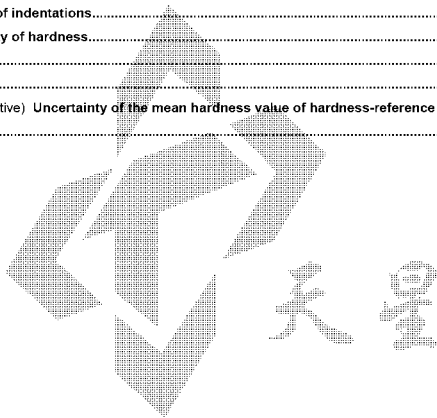 of indentations....................................................................................
y of hardness......................................................................................
tive) Uncertainty of the mean hardness value of hardness-reference
天星